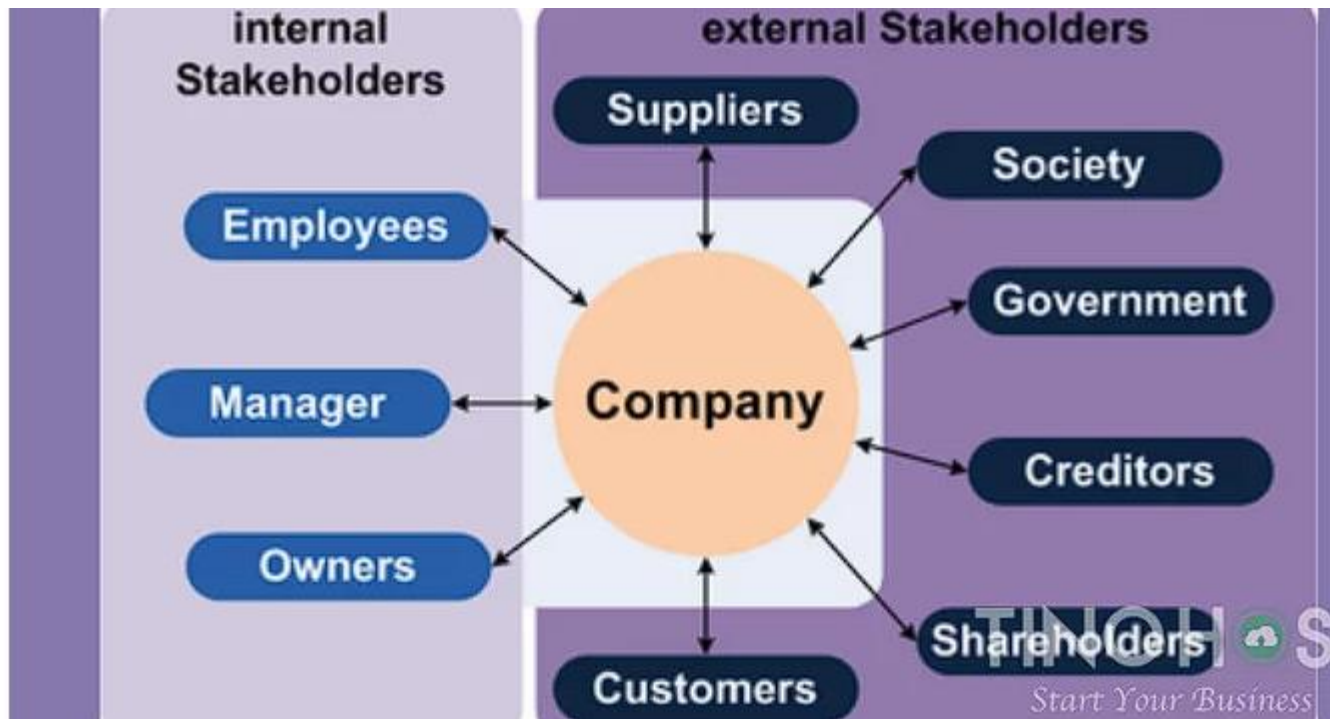 internal
Stakeholders
external Stakeholders
Suppliers
Society
Employees
Government
Manager
Company
Creditors
Owners
Shareholders
Customers
TINOHOS
Start Your Business